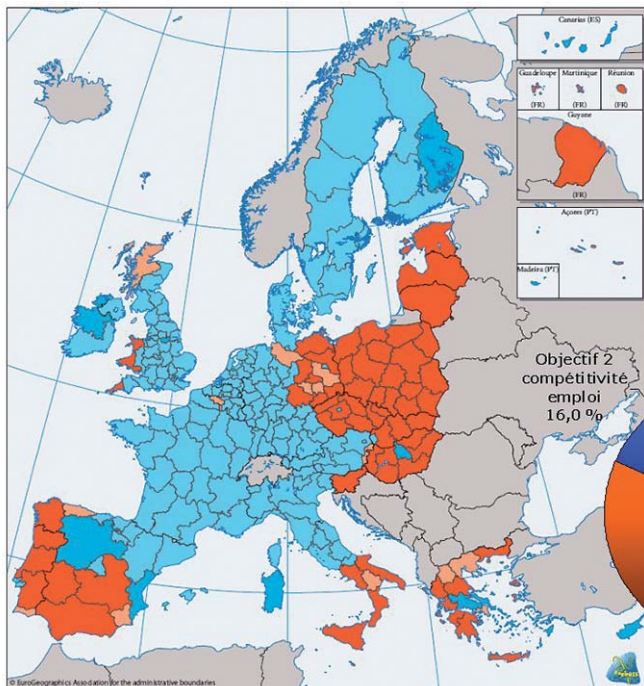 Canarias (ES)
Guadeloupe
Martinique
Réunion
(FR)
(FR)
(FR)
Guyane
(FR)
Açores (PT)
Madeira (PT)
Objectif 2
compétitivité
emploi
16,0 %
© EuroGeographics Association for the administrative boundaries